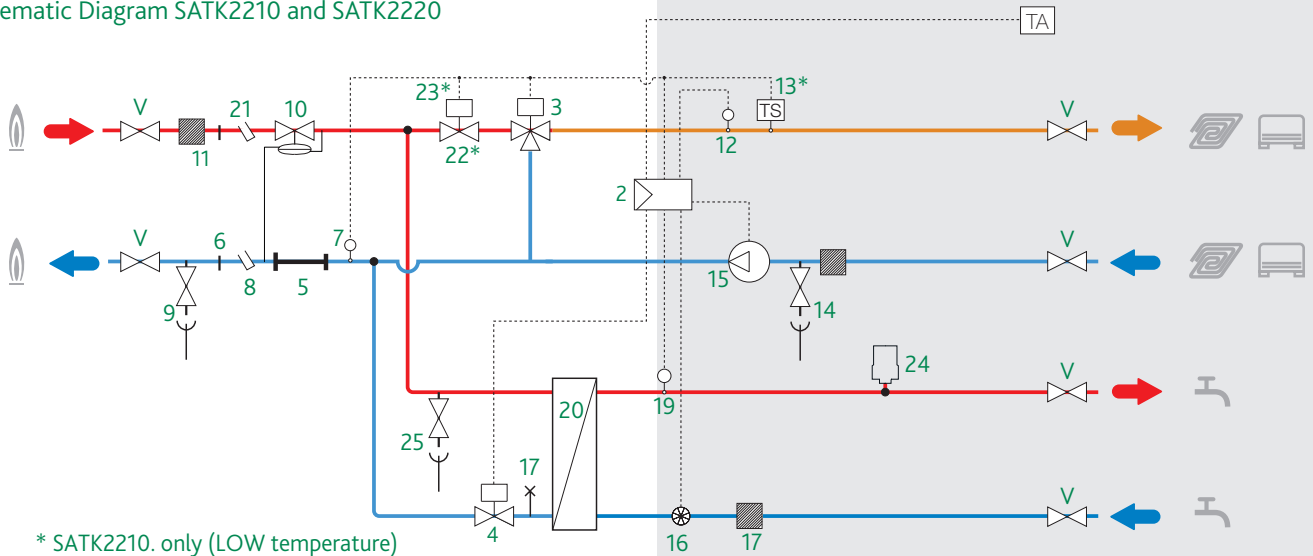 ematic Diagram SATK2210 and SATK2220
TA
V 11 21 10 23* 22* 3 12 13* TS V
2
V 9 6 8 5 7 15 14 V
25 20 19 24 V
4 17 16 17 V
* SATK2210. only (LOW temperature)